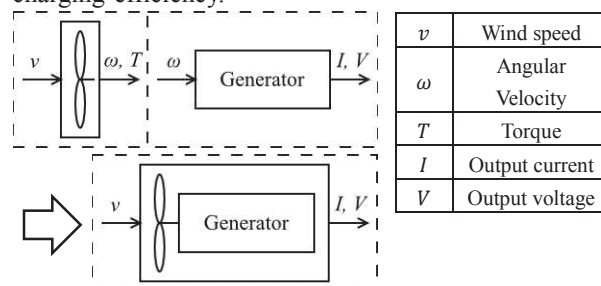 charging efficiency.
v ω, T ω Generator I, V
v Generator I, V
v Wind speed
ω Angular
Velocity
T Torque
I Output current
V Output voltage